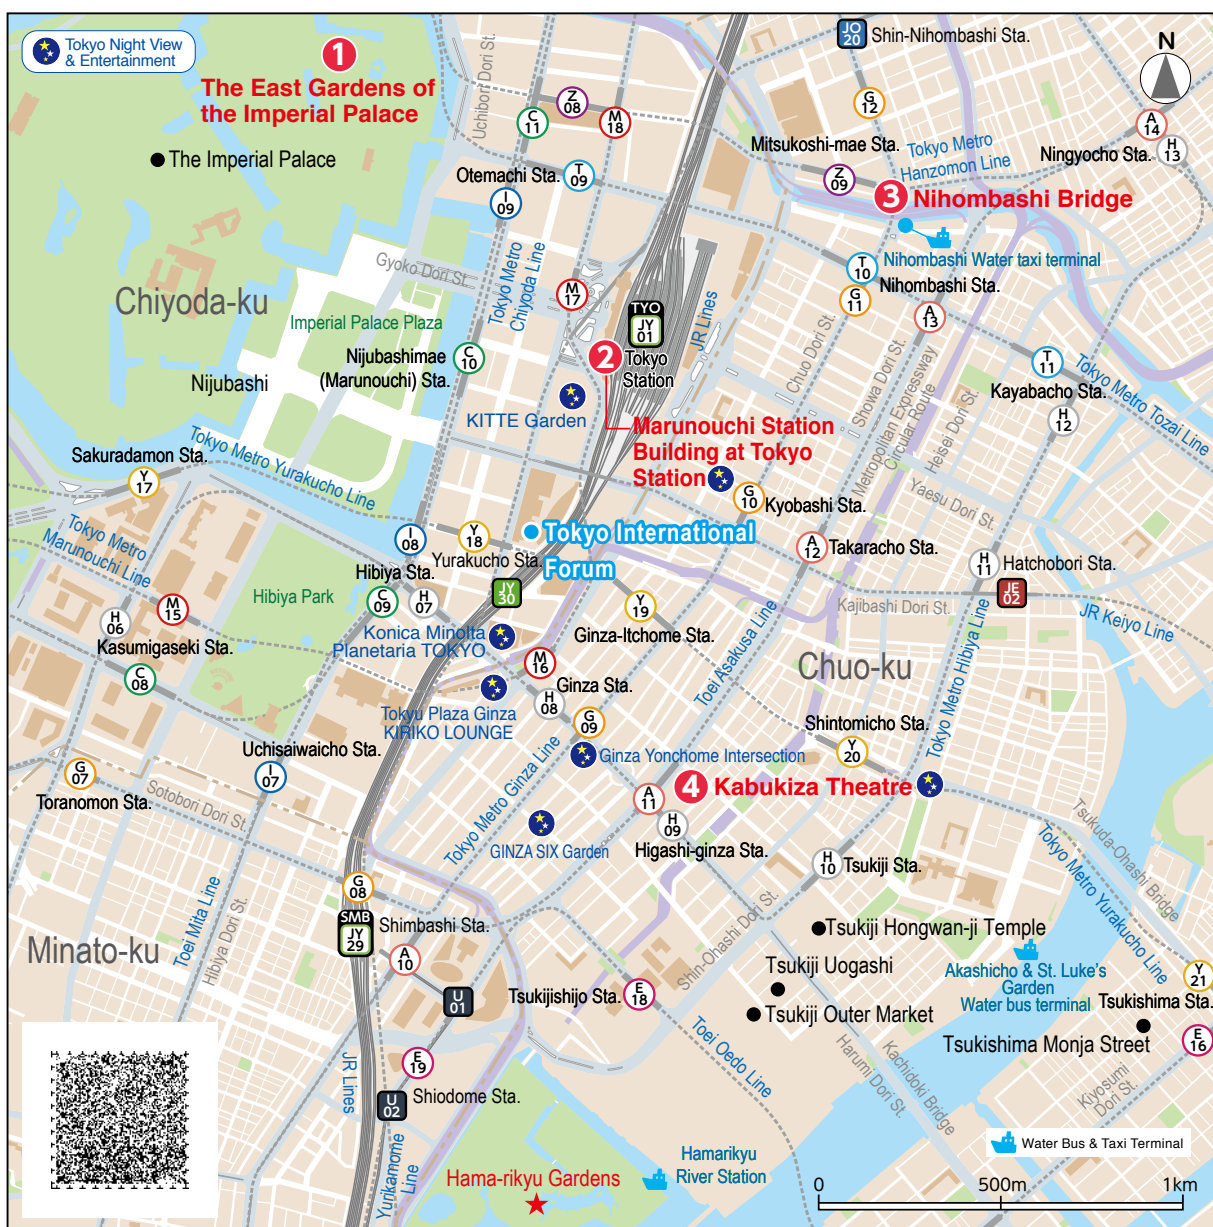 Tokyo Night View
& Entertainment
1
The East Gardens of
the Imperial Palace
The Imperial Palace
Uchibori Dori St.
Z
08
C
11
M
18
Otemachi Sta.
T
09
I
09
JO
20
Shin-Nihombashi Sta.
N
G
12
A
14
H
13
Ningyocho Sta.
Mitsukoshi-mae Sta.
Tokyo Metro
Hanzomon Line
Z
09
3
Nihombashi Bridge
Nihombashi Water taxi terminal
T
10
Nihombashi Sta.
G
11
A
13
Gyoko Dori St.
Chiyoda-ku
Tokyo Metro
Chiyoda Line
M
17
TYO
JY
01
Tokyo
Station
JR Lines
Imperial Palace Plaza
Nijubashimae
(Marunouchi) Sta.
C
10
2
Nijubashi
KITTE Garden
Marunouchi Station
Building at Tokyo
Station
Chuo Dori St.
Showa Dori St.
Metropolitan Expressway
Circular Route
Heisei Dori St.
T
11
Kayabacho Sta.
H
12
Tokyo Metro Tozai Line
Sakuradamon Sta.
Y
17
Tokyo Metro Yurakucho Line
G
10
Kyobashi Sta.
Yaesu Dori St.
Tokyo Metro
Marunouchi Line
I
08
Y
18
Yurakucho Sta.
Tokyo International
Forum
A
12
Takaracho Sta.
H
11
Hatchobori Sta.
JE
02
Kajibashi Dori St.
JR Keiyo Line
Hibiya Sta.
Hibiya Park
C
09
H
07
JY
30
Y
19
Ginza-Itchome Sta.
H
06
M
15
Kasumigaseki Sta.
C
08
Konica Minolta
Planetaria TOKYO
M
16
Ginza Sta.
H
08
G
09
Tokyu Plaza Ginza
KIRIKO LOUNGE
Toei Asakusa Line
Chuo-ku
Tokyo Metro Hibiya Line
Shintomicho Sta.
Y
20
Uchisaiwaicho Sta.
I
07
G
07
Toranomon Sta.
Sotobori Dori St.
Ginza Yonchome Intersection
Tokyo Metro Ginza Line
GINZA SIX Garden
A
11
4
Kabukiza Theatre
H
09
Higashi-ginza Sta.
H
10
Tsukiji Sta.
Tsukuda-Ohashi Bridge
Tokyo Metro Yurakucho Line
G
08
SMB
JY
29
Shimbashi Sta.
A
10
Minato-ku
Toei Mita Line
Hibiya Dori St.
U
01
Tsukijishijo Sta.
E
18
Shin-Ohashi Dori St.
Tsukiji Hongwan-ji Temple
Tsukiji Uogashi
Tsukiji Outer Market
Akashicho & St. Luke's
Garden
Water bus terminal
Y
21
Tsukishima Sta.
Tsukishima Monja Street
E
16
Toei Oedo Line
Harumi Dori St.
Kachidoki Bridge
Kiyosumi
Dori St.
JR Lines
E
19
U
02
Shiodome Sta.
Yurikamome
Line
Hama-rikyu Gardens
Hamarikyu
River Station
Water Bus & Taxi Terminal
0
500m
1km